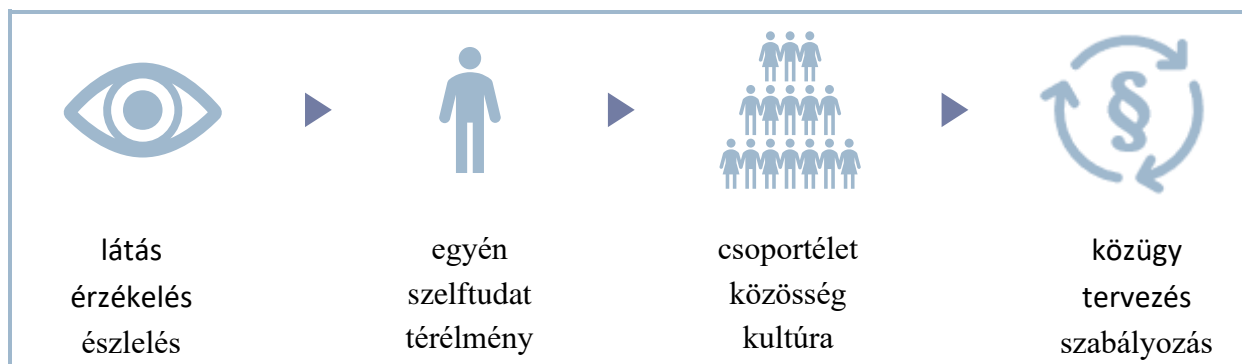 §
látás
érzékelés
észlelés
egyén
szelftudat
térélmény
csoportélet
közösség
kultúra
közügy
tervezés
szabályozás